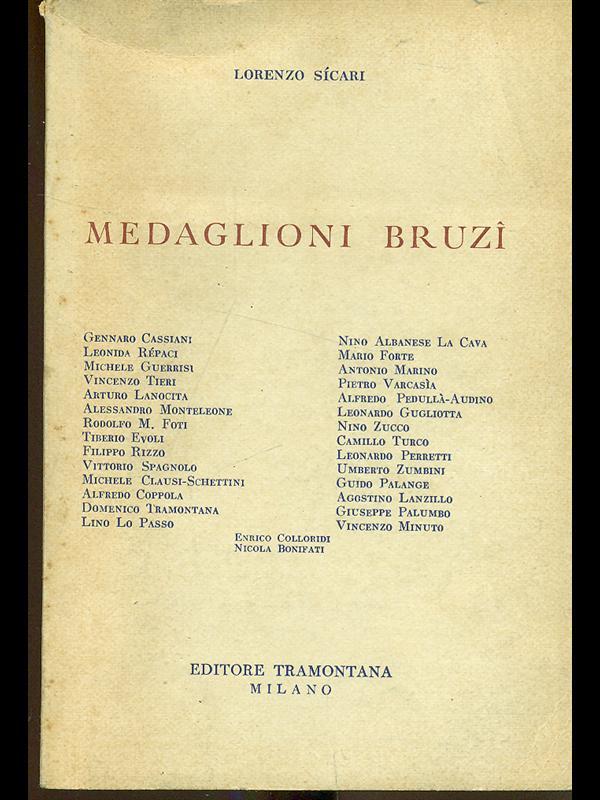 LORENZO SÍCARI
MEDAGLIONI BRUZÎ
GENNARO CASSIANI
LEONIDA RÉPACI
MICHELE GUERRISI
VINCENZO TIERI
ARTURO LANOCITA
ALESSANDRO MONTELEONE
RODOLFO M. FOTI
TIBERIO EVOLI
FILIPPO RIZZO
VITTORIO SPAGNOLO
MICHELE CLAUSI-SCHETTINI
ALFREDO COPPOLA
DOMENICO TRAMONTANA
LINO LO PASSO
NINO ALBANESE LA CAVA
MARIO FORTE
ANTONIO MARINO
PIETRO VARCASÌA
ALFREDO PEDULLÀ-AUDINO
LEONARDO GUGLIOTTA
NINO ZUCCO
CAMILLO TURCO
LEONARDO PERRETTI
UMBERTO ZUMBINI
GUIDO PALANGE
AGOSTINO LANZILLO
GIUSEPPE PALUMBO
VINCENZO MINUTO
ENRICO COLLORIDI
NICOLA BONIFATI
EDITORE TRAMONTANA
MILANO